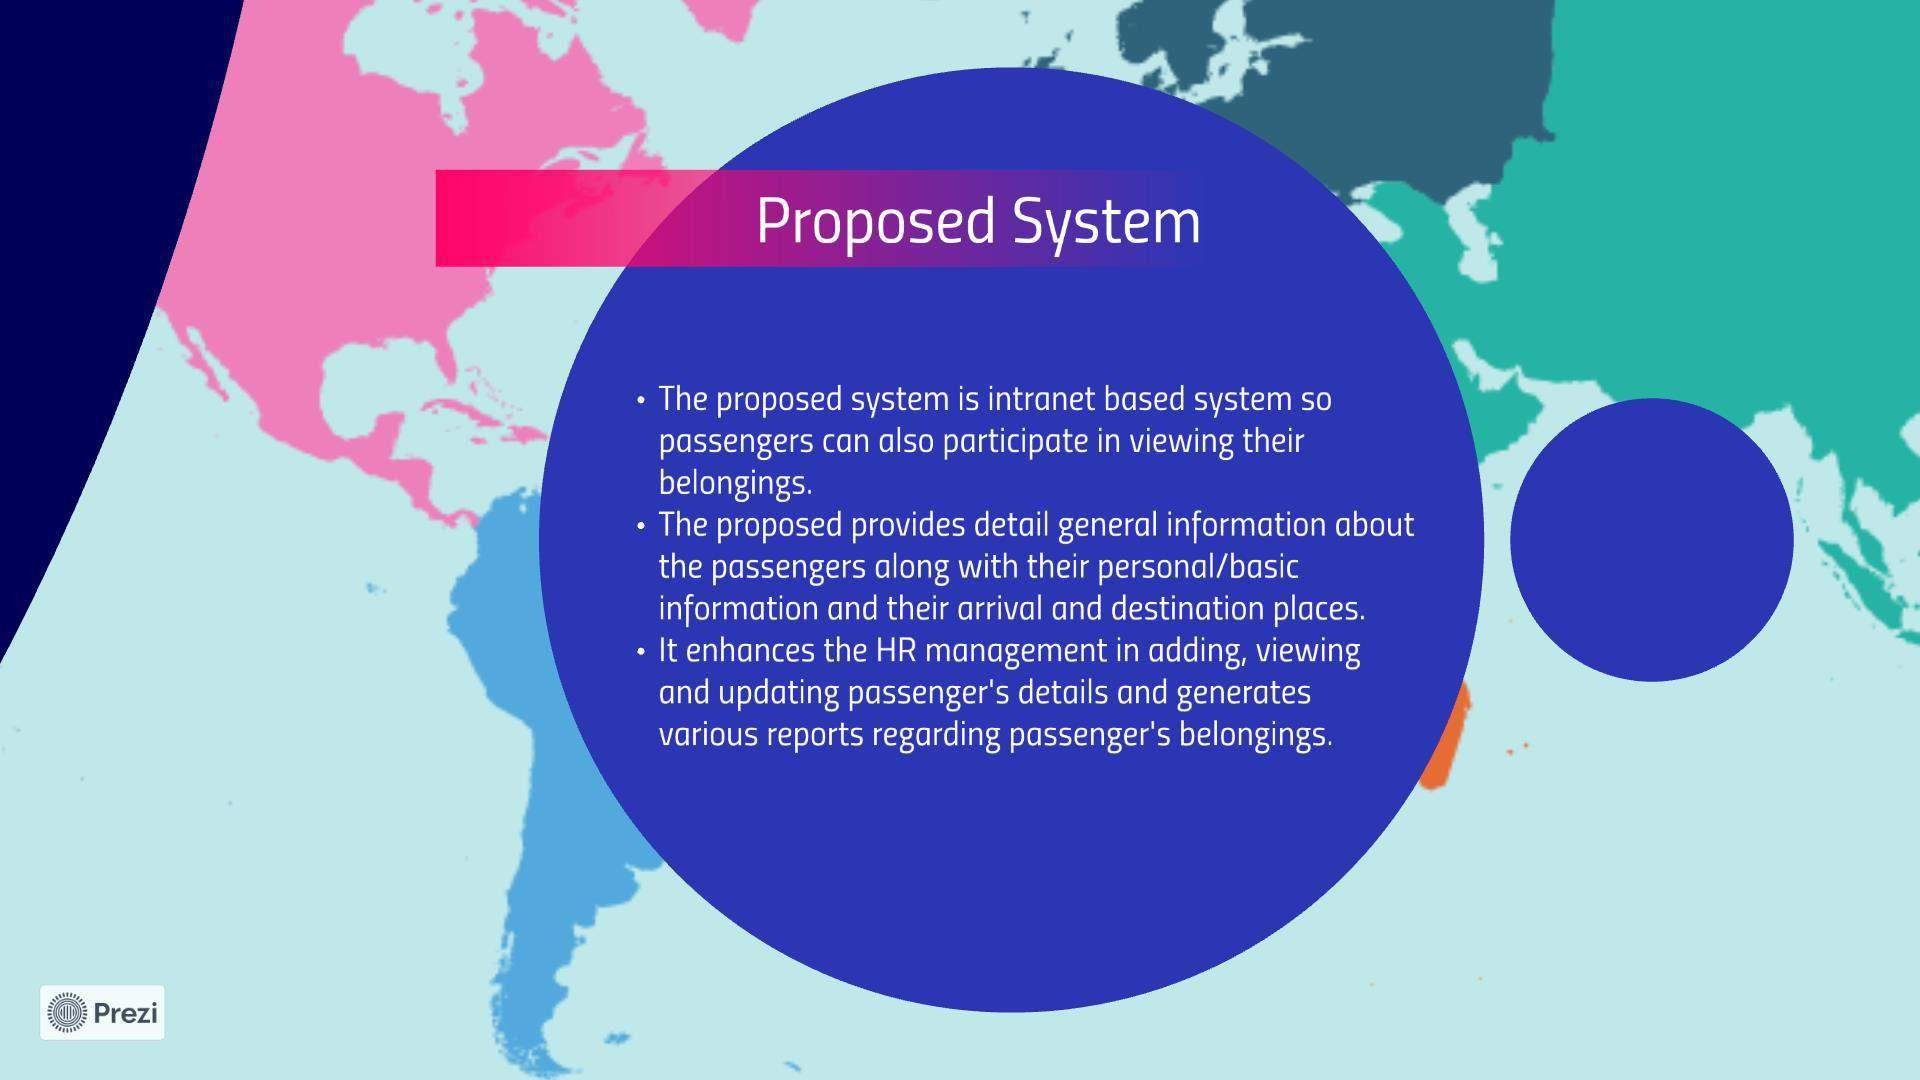 Proposed System
• The proposed system is intranet based system so
passengers can also participate in viewing their
belongings.
• The proposed provides detail general information about
the passengers along with their personal/basic
information and their arrival and destination places.
• It enhances the HR management in adding, viewing
and updating passenger's details and generates
various reports regarding passenger's belongings.
Prezi